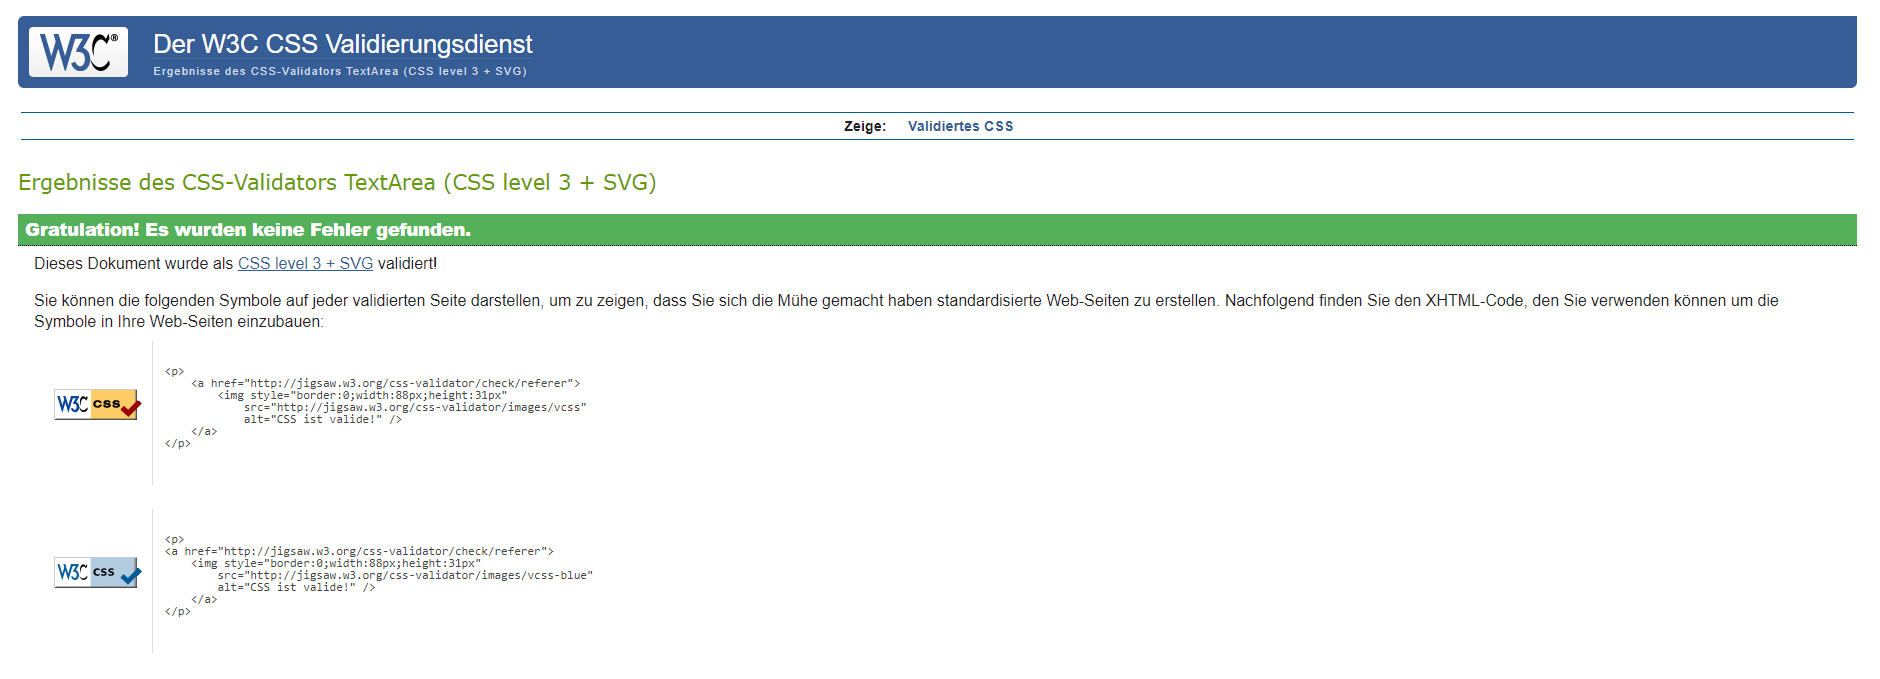 W3C®
Der W3C CSS Validierungsdienst
Ergebnisse des CSS-Validators TextArea (CSS level 3 + SVG)
Zeige: Validiertes CSS
Ergebnisse des CSS-Validators TextArea (CSS level 3 + SVG)
Gratulation! Es wurden keine Fehler gefunden.
Dieses Dokument wurde als CSS level 3 + SVG validiert!
Sie können die folgenden Symbole auf jeder validierten Seite darstellen, um zu zeigen, dass Sie sich die Mühe gemacht haben standardisierte Web-Seiten zu erstellen. Nachfolgend finden Sie den XHTML-Code, den Sie verwenden können um die
Symbole in Ihre Web-Seiten einzubauen:
W3C CSS
<p>
    <a href="http://jigsaw.w3.org/css-validator/check/referer">
        <img style="border:0;width:88px;height:31px"
            src="http://jigsaw.w3.org/css-validator/images/vcss"
            alt="CSS ist valide!" />
    </a>
</p>
W3C CSS
<p>
<a href="http://jigsaw.w3.org/css-validator/check/referer">
    <img style="border:0;width:88px;height:31px"
        src="http://jigsaw.w3.org/css-validator/images/vcss-blue"
        alt="CSS ist valide!" />
    </a>
</p>